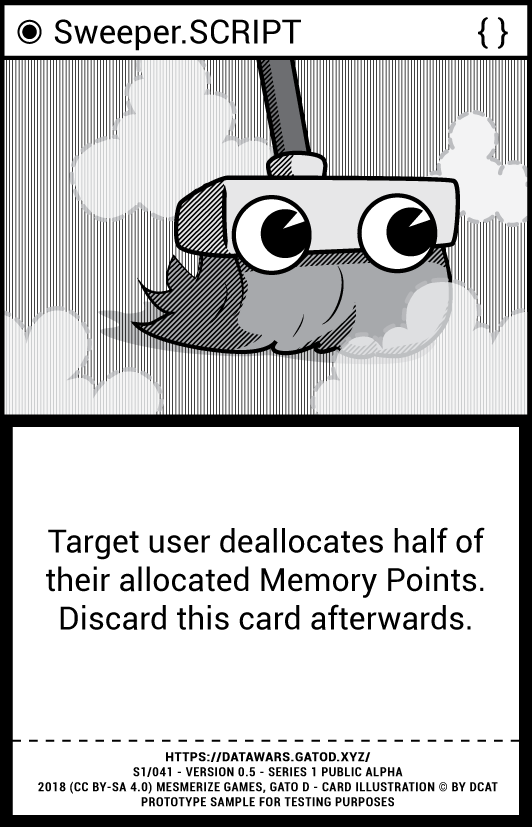 Sweeper.SCRIPT { }
Target user deallocates half of
their allocated Memory Points.
Discard this card afterwards.
HTTPS://DATAWARS.GATOD.XYZ/
S1/041 - VERSION 0.5 - SERIES 1 PUBLIC ALPHA
2018 (CC BY-SA 4.0) MESMERIZE GAMES, GATO D - CARD ILLUSTRATION © BY DCAT
PROTOTYPE SAMPLE FOR TESTING PURPOSES